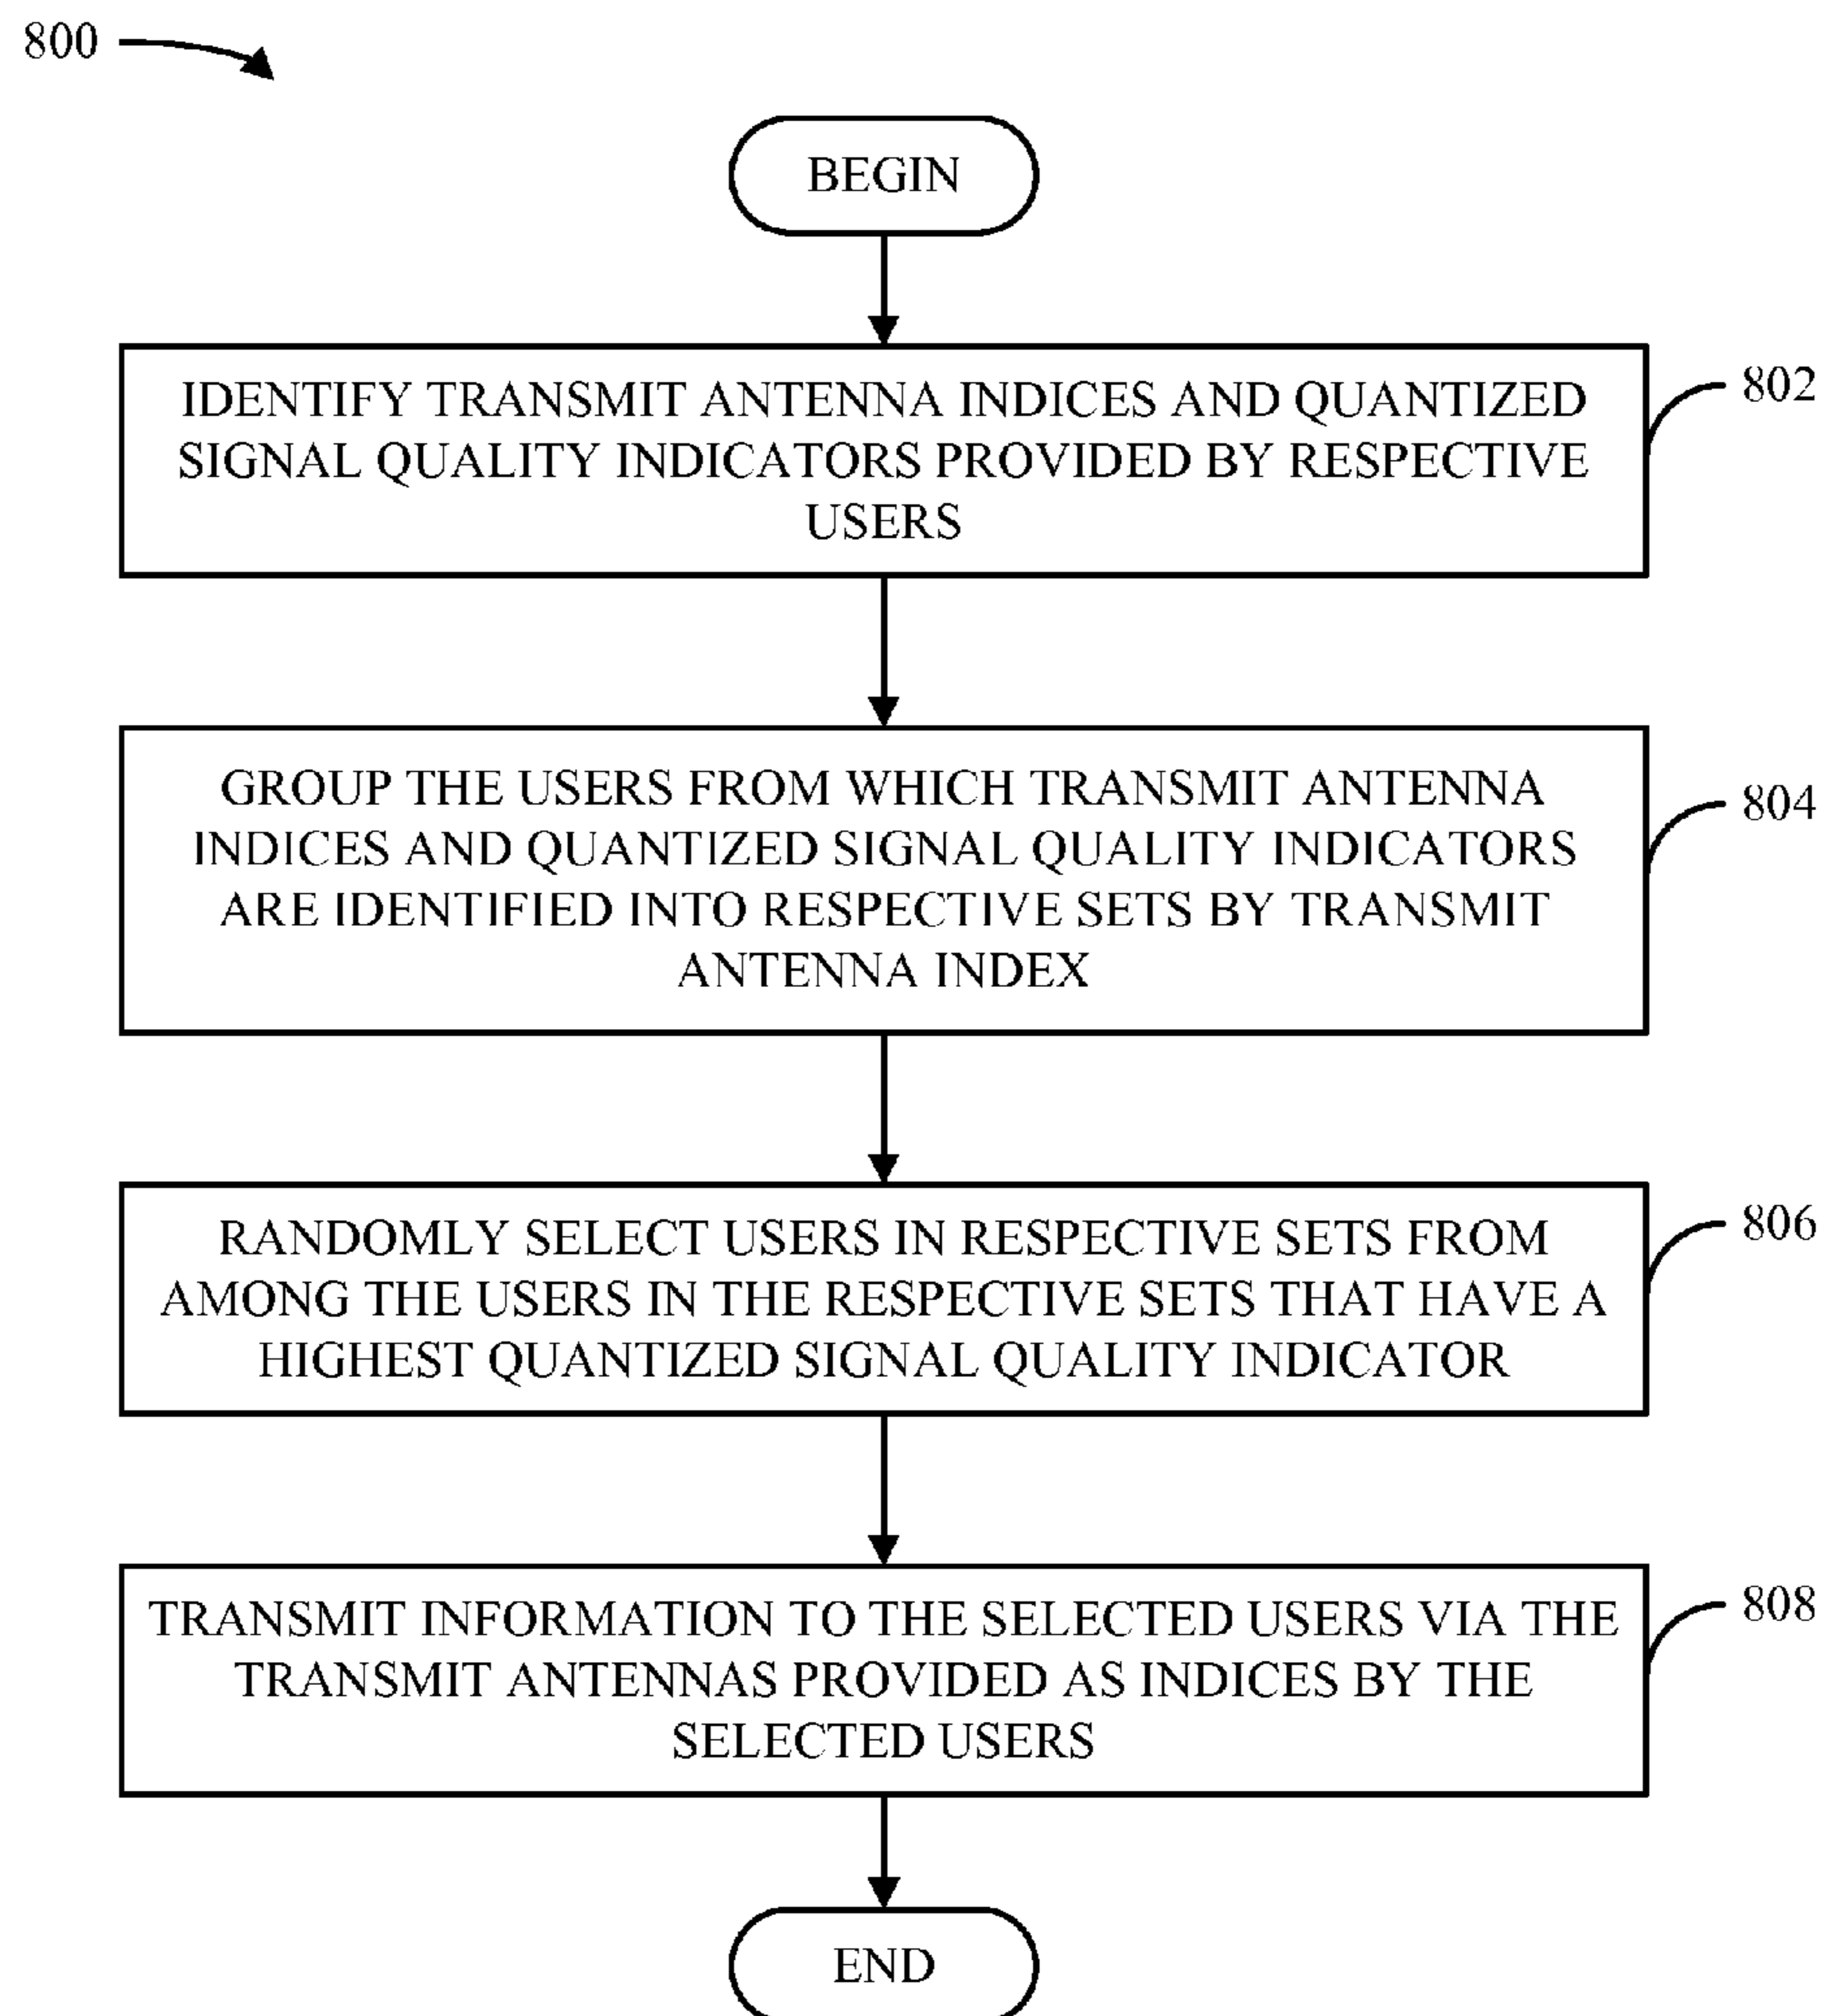 800
BEGIN
IDENTIFY TRANSMIT ANTENNA INDICES AND QUANTIZED
SIGNAL QUALITY INDICATORS PROVIDED BY RESPECTIVE
USERS
802
GROUP THE USERS FROM WHICH TRANSMIT ANTENNA
INDICES AND QUANTIZED SIGNAL QUALITY INDICATORS
ARE IDENTIFIED INTO RESPECTIVE SETS BY TRANSMIT
ANTENNA INDEX
804
RANDOMLY SELECT USERS IN RESPECTIVE SETS FROM
AMONG THE USERS IN THE RESPECTIVE SETS THAT HAVE A
HIGHEST QUANTIZED SIGNAL QUALITY INDICATOR
806
TRANSMIT INFORMATION TO THE SELECTED USERS VIA THE
TRANSMIT ANTENNAS PROVIDED AS INDICES BY THE
SELECTED USERS
808
END